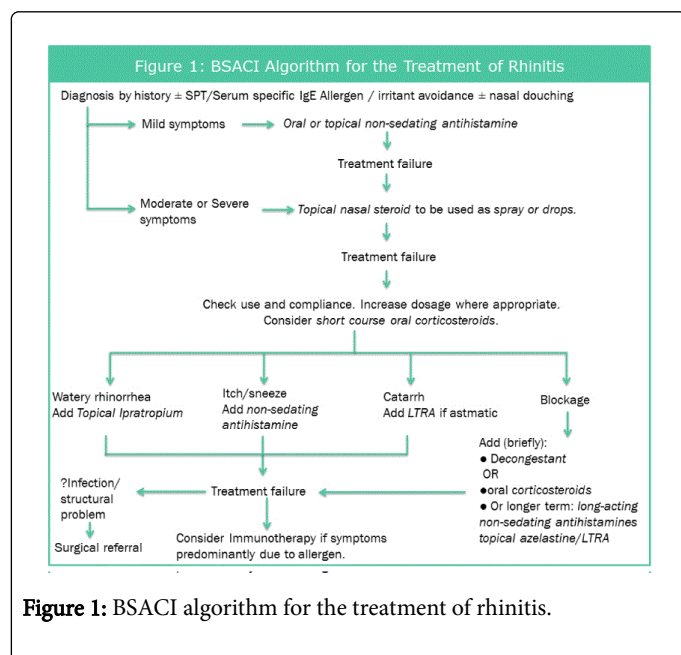 Figure 1: BSACI Algorithm for the Treatment of Rhinitis
Diagnosis by history ± SPT/Serum specific IgE Allergen / irritant avoidance ± nasal douching
Mild symptoms
Oral or topical non-sedating antihistamine
Treatment failure
Moderate or Severe
symptoms
Topical nasal steroid to be used as spray or drops.
Treatment failure
Check use and compliance. Increase dosage where appropriate.
Consider short course oral corticosteroids.
Watery rhinorrhea
Add Topical Ipratropium
Itch/sneeze
Add non-sedating
antihistamine
Catarrh
Add LTRA if astmatic
Blockage
Add (briefly):
● Decongestant
OR
●oral corticosteroids
● Or longer term: long-acting
non-sedating antihistamines
topical azelastine/LTRA
Treatment failure
?Infection/
structural
problem
Surgical referral
Consider Immunotherapy if symptoms
predominantly due to allergen.
Figure 1: BSACI algorithm for the treatment of rhinitis.